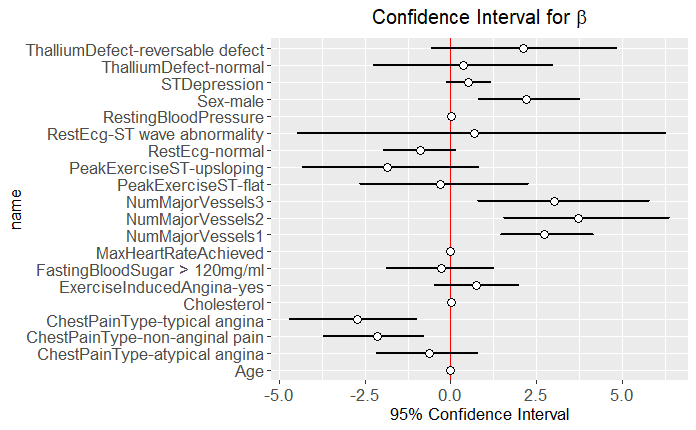 Confidence Interval for β
ThalliumDefect-reversable defect
ThalliumDefect-normal
STDepression
Sex-male
RestingBloodPressure
RestEcg-ST wave abnormality
RestEcg-normal
PeakExerciseST-upsloping
PeakExerciseST-flat
NumMajorVessels3
NumMajorVessels2
NumMajorVessels1
MaxHeartRateAchieved
FastingBloodSugar > 120mg/ml
ExerciseInducedAngina-yes
Cholesterol
ChestPainType-typical angina
ChestPainType-non-anginal pain
ChestPainType-atypical angina
Age
name
-5.0 -2.5 0.0 2.5 5.0
95% Confidence Interval